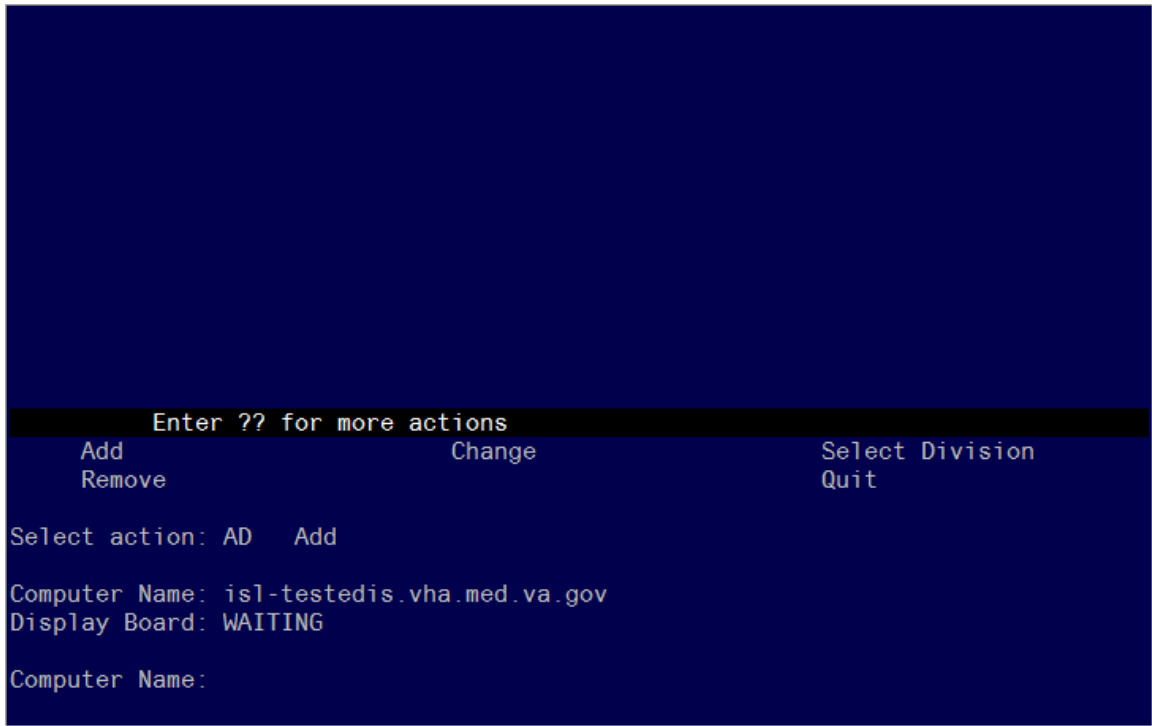 Enter ?? for more actions
Add Change Select Division
Remove Quit
Select action: AD Add
Computer Name: isl-testedis.vha.med.va.gov
Display Board: WAITING
Computer Name: